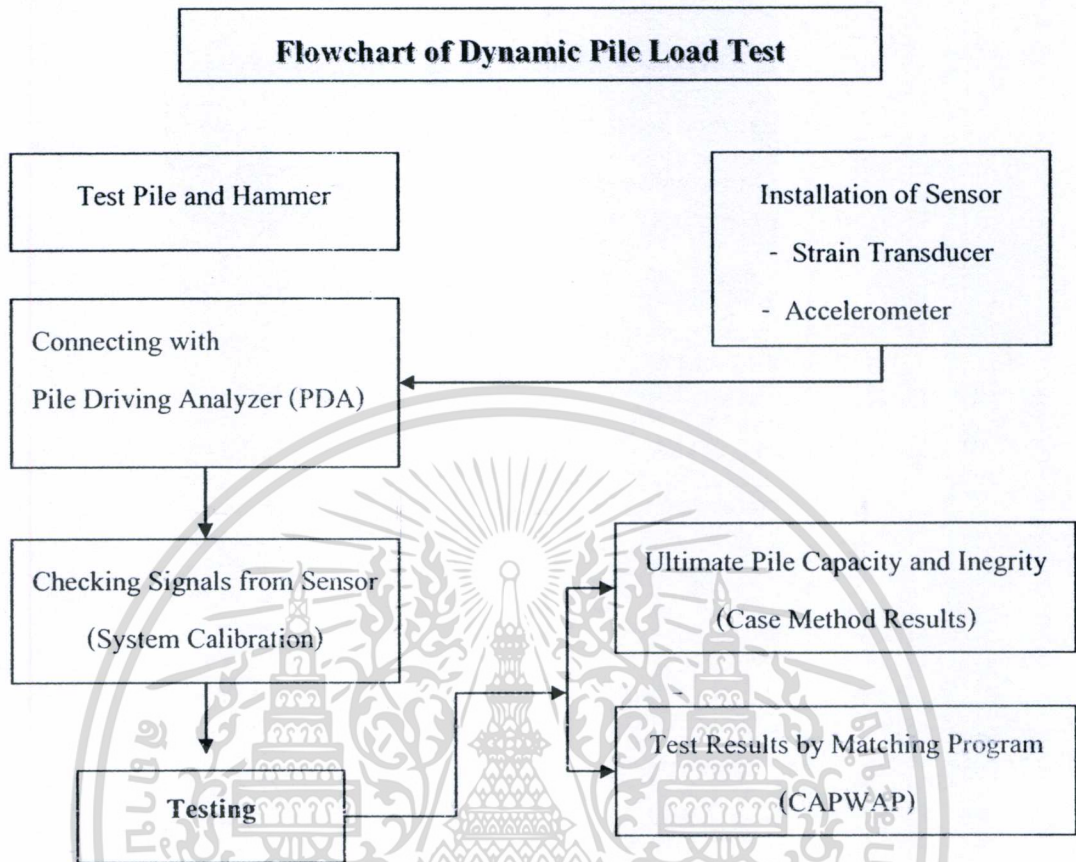 Flowchart of Dynamic Pile Load Test
Test Pile and Hammer
Installation of Sensor
- Strain Transducer
- Accelerometer
Connecting with
Pile Driving Analyzer (PDA)
Checking Signals from Sensor
(System Calibration)
Testing
Ultimate Pile Capacity and Inegrity
(Case Method Results)
Test Results by Matching Program
(CAPWAP)